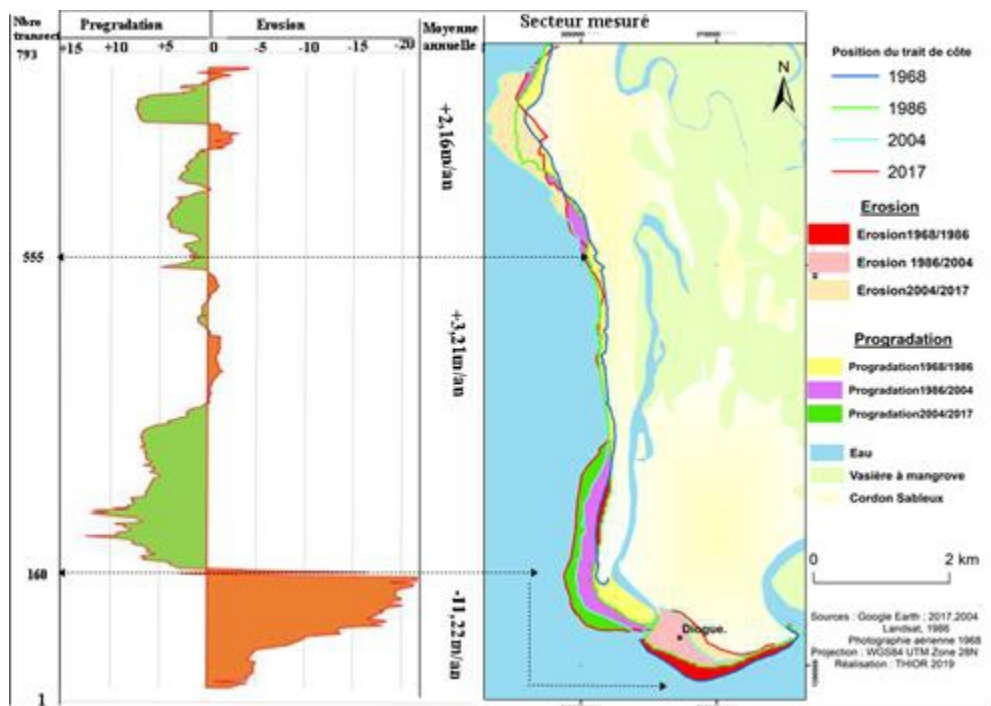 Nbre
transect
793
Progradation
Erosion
+15
+10
+5
0
-5
-15
-20
Moyenne
annuelle
+2,16m/an
555
+3,21m/an
160
-11,22m/an
1
Secteur mesuré
N
Diogue.
Position du trait de côte
1968
1986
2004
2017
Erosion
Erosion1968/1986
Erosion 1986/2004
Erosion2004/2017
Progradation
Progradation1968/1986
Progradation1986/2004
Progradation2004/2017
Eau
Vasière à mangrove
Cordon Sableux
0 2 km
Sources : Google Earth ; 2017,2004
Landsat, 1986
Photographie aérienne 1968
Projection : WGS84 UTM Zone 28N
Réalisation : THIOR 2019